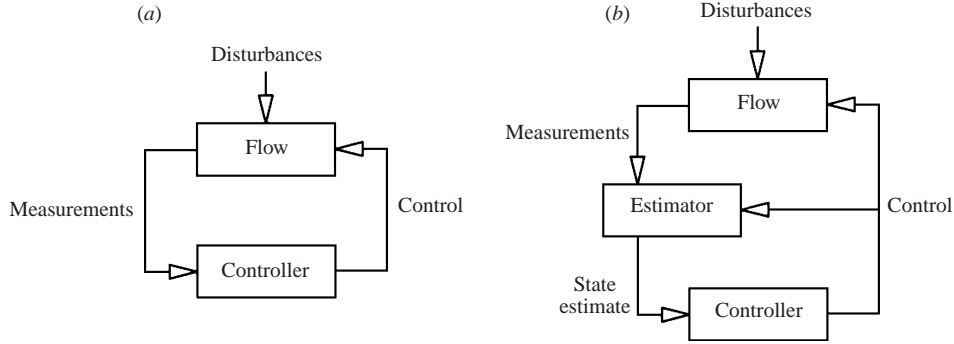 (a)
Disturbances
Flow
Measurements
Control
Controller
(b)
Disturbances
Flow
Measurements
Estimator
Control
State
estimate
Controller